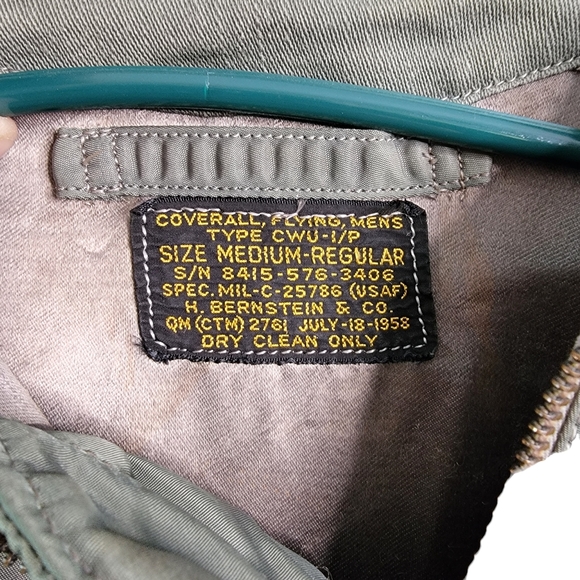 COVERALL, FLYING, MENS
TYPE CWU-1/P
SIZE MEDIUM-REGULAR
S/N 8415-576-3406
SPEC. MIL-C-25786 (USAF)
H. BERNSTEIN & CO.
QM (CTM) 2761 JULY-18-1958
DRY CLEAN ONLY